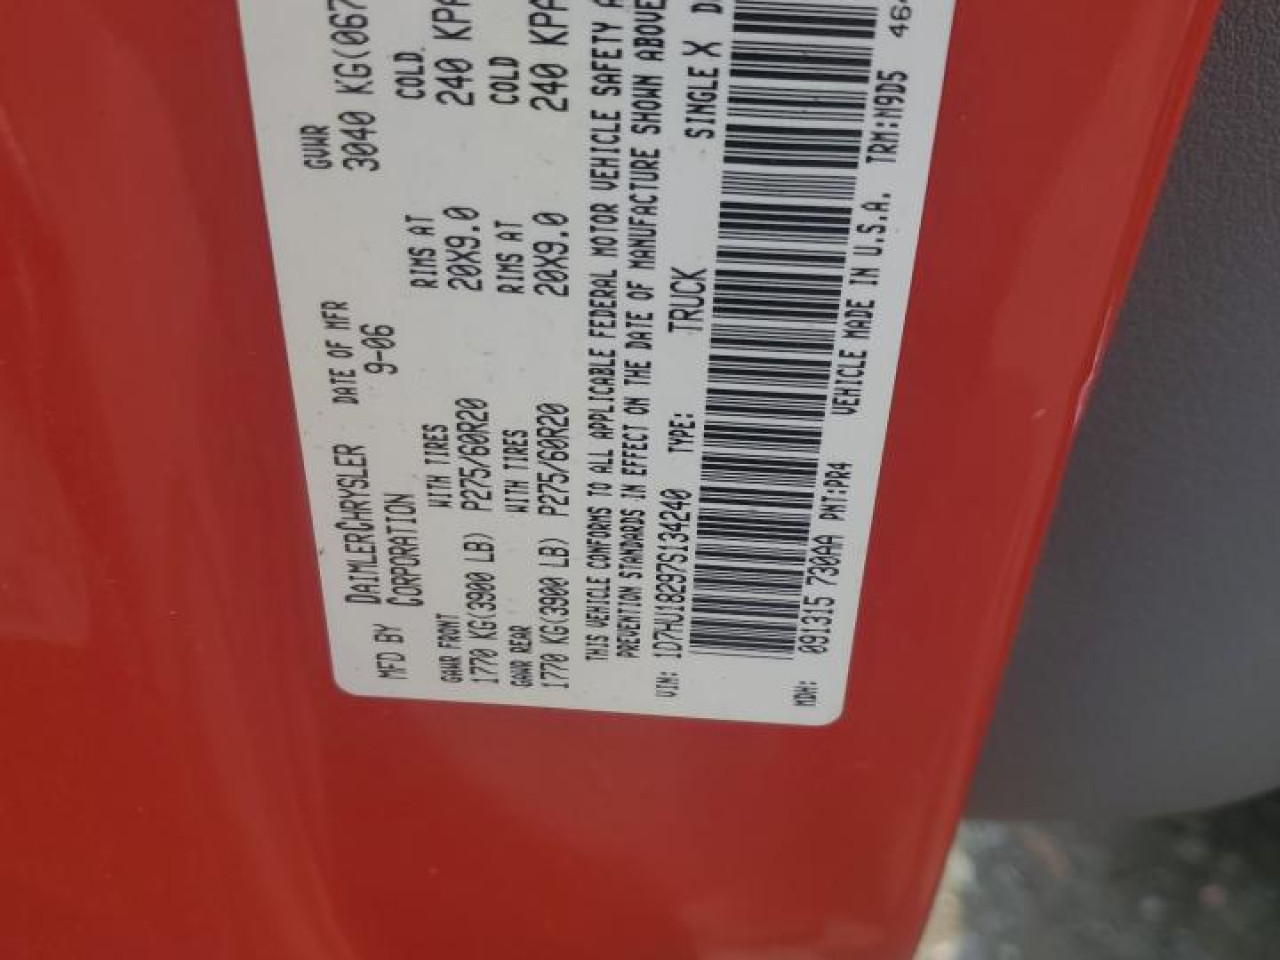 MFD BY DAIMLERCHRYSLER CORPORATION DATE OF MFR 9-06 GVWR 3040 KG(067
GAWR FRONT WITH TIRES RIMS AT COLD
1770 KG(3900 LB) P275/60R20 20X9.0 240 KPA
GAWR REAR WITH TIRES RIMS AT COLD
1770 KG(3900 LB) P275/60R20 20X9.0 240 KPA
THIS VEHICLE CONFORMS TO ALL APPLICABLE FEDERAL MOTOR VEHICLE SAFETY A
PREVENTION STANDARDS IN EFFECT ON THE DATE OF MANUFACTURE SHOWN ABOVE
VIN: 1D7HU18297S134240 TYPE: TRUCK SINGLE X D
MDH: 091315 730AA PNT:PR4 VEHICLE MADE IN U.S.A. TRM:M9D5 464